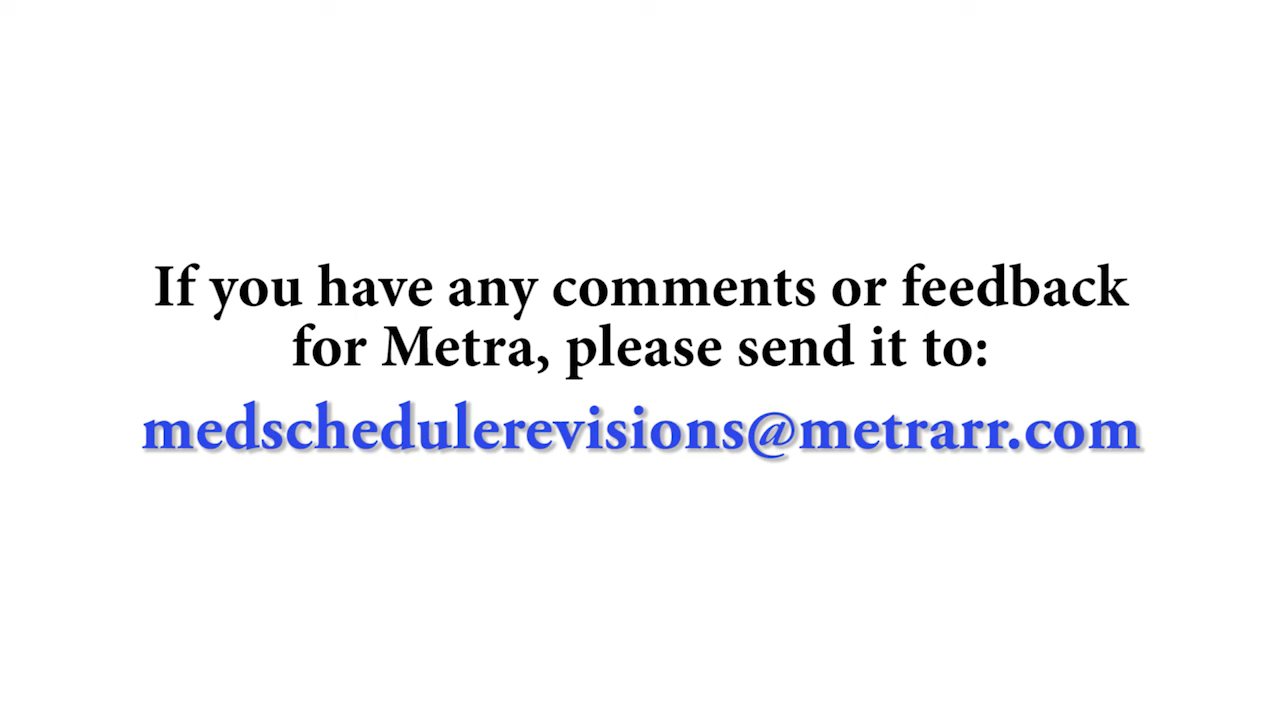 If you have any comments or feedback
for Metra, please send it to:
medschedulerevisions@metrarr.com